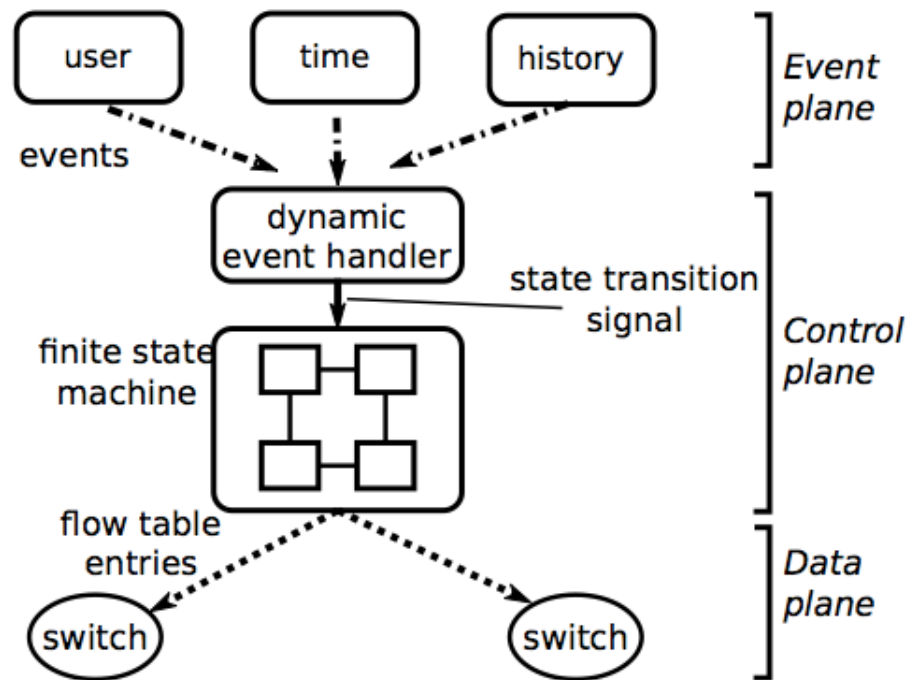 user
time
history
Event
plane
events
dynamic
event handler
state transition
signal
Control
plane
finite state
machine
flow table
entries
Data
plane
switch
switch